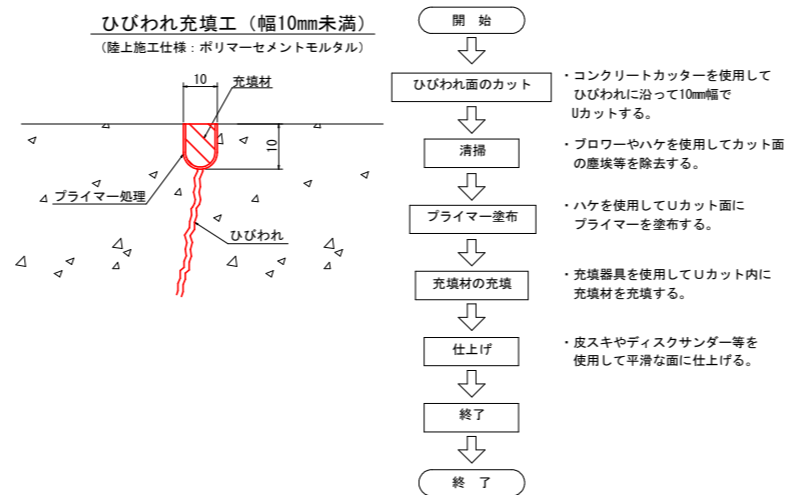 ひびわれ充填工（幅10mm未満）
（陸上施工仕様：ポリマーセメントモルタル）
10
充填材
10
プライマー処理
ひびわれ
開　始
ひびわれ面のカット
・コンクリートカッターを使用して
ひびわれに沿って10mm幅で
Uカットする。
清掃
・ブロワーやハケを使用してカット面
の塵埃等を除去する。
プライマー塗布
・ハケを使用してＵカット面に
プライマーを塗布する。
充填材の充填
・充填器具を使用してＵカット内に
充填材を充填する。
仕上げ
・皮スキやディスクサンダー等を
使用して平滑な面に仕上げる。
終了
終　了